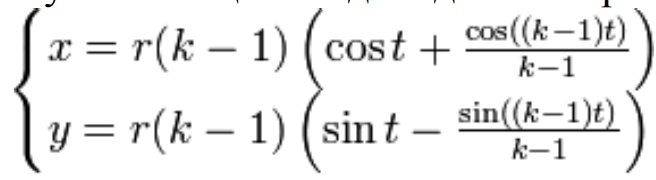 x = r(k − 1) (cos t + cos((k−1)t) / k−1)
y = r(k − 1) (sin t − sin((k−1)t) / k−1)